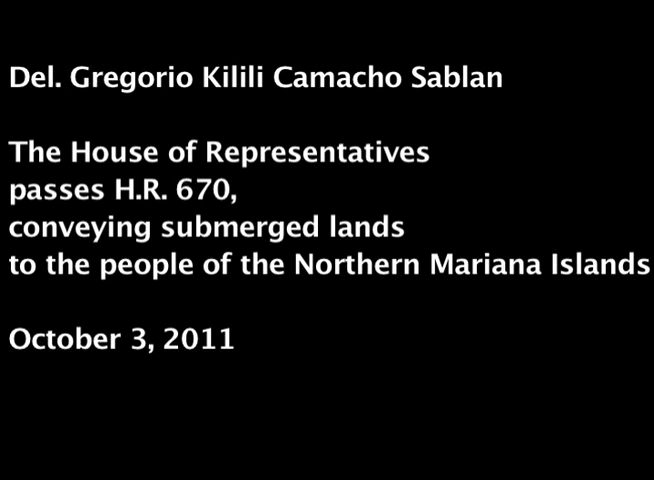 Del. Gregorio Kilili Camacho Sablan
The House of Representatives
passes H.R. 670,
conveying submerged lands
to the people of the Northern Mariana Islands
October 3, 2011